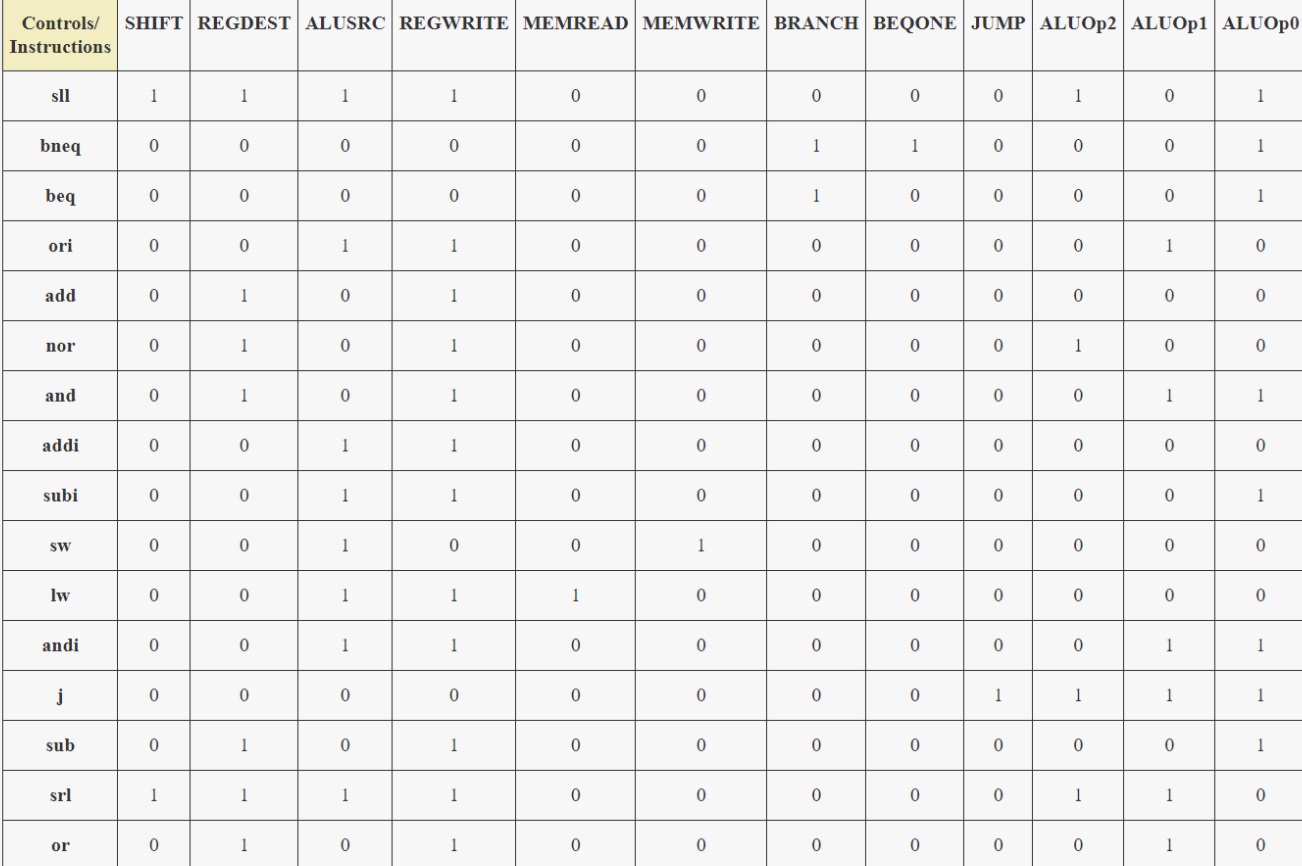 Controls/ Instructions SHIFT REGDEST ALUSRC REGWRITE MEMREAD MEMWRITE BRANCH BEQONE JUMP ALUOp2 ALUOp1 ALUOp0
sll 1 1 1 1 0 0 0 0 0 1 0 1
bneq 0 0 0 0 0 0 1 1 0 0 0 1
beq 0 0 0 0 0 0 1 0 0 0 0 1
ori 0 0 1 1 0 0 0 0 0 0 1 0
add 0 1 0 1 0 0 0 0 0 0 0 0
nor 0 1 0 1 0 0 0 0 0 1 0 0
and 0 1 0 1 0 0 0 0 0 0 1 1
addi 0 0 1 1 0 0 0 0 0 0 0 0
subi 0 0 1 1 0 0 0 0 0 0 0 1
sw 0 0 1 0 0 1 0 0 0 0 0 0
lw 0 0 1 1 1 0 0 0 0 0 0 0
andi 0 0 1 1 0 0 0 0 0 0 1 1
j 0 0 0 0 0 0 0 0 1 1 1 1
sub 0 1 0 1 0 0 0 0 0 0 0 1
srl 1 1 1 1 0 0 0 0 0 1 1 0
or 0 1 0 1 0 0 0 0 0 0 1 0